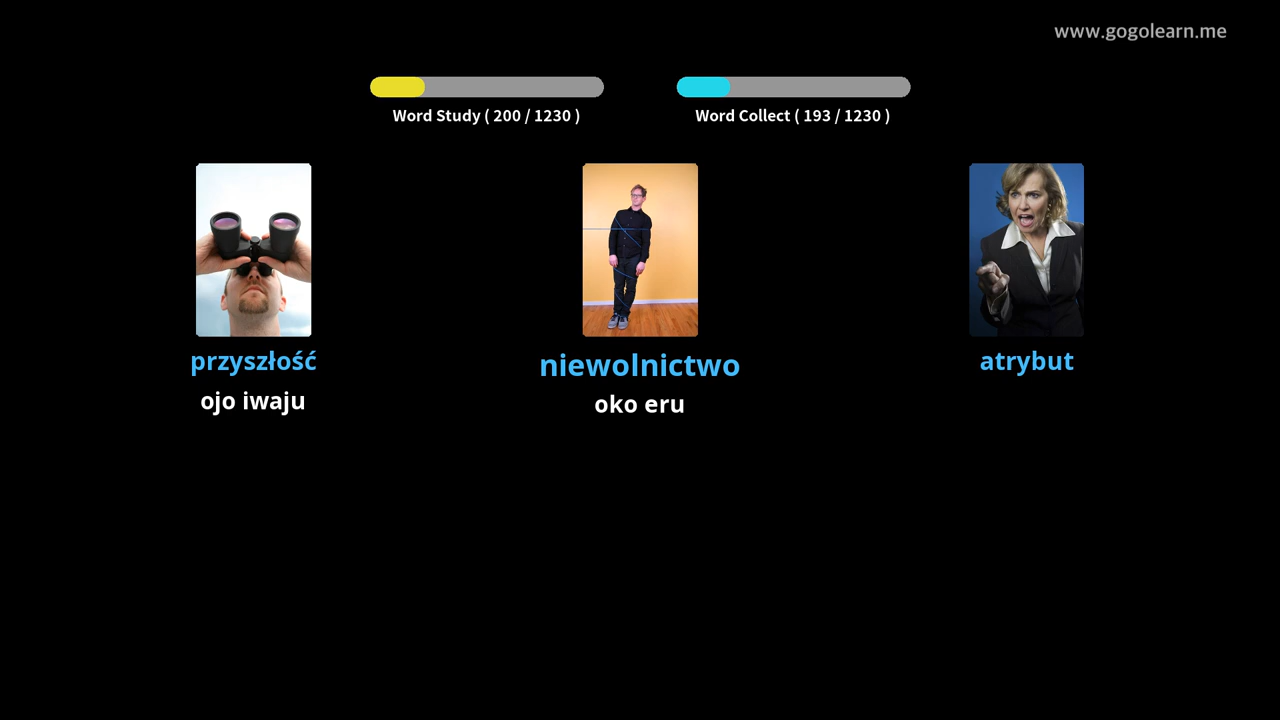 www.gogolearn.me
Word Study ( 200 / 1230 )
Word Collect ( 193 / 1230 )
przyszłość
niewolnictwo
atrybut
ojo iwaju
oko eru